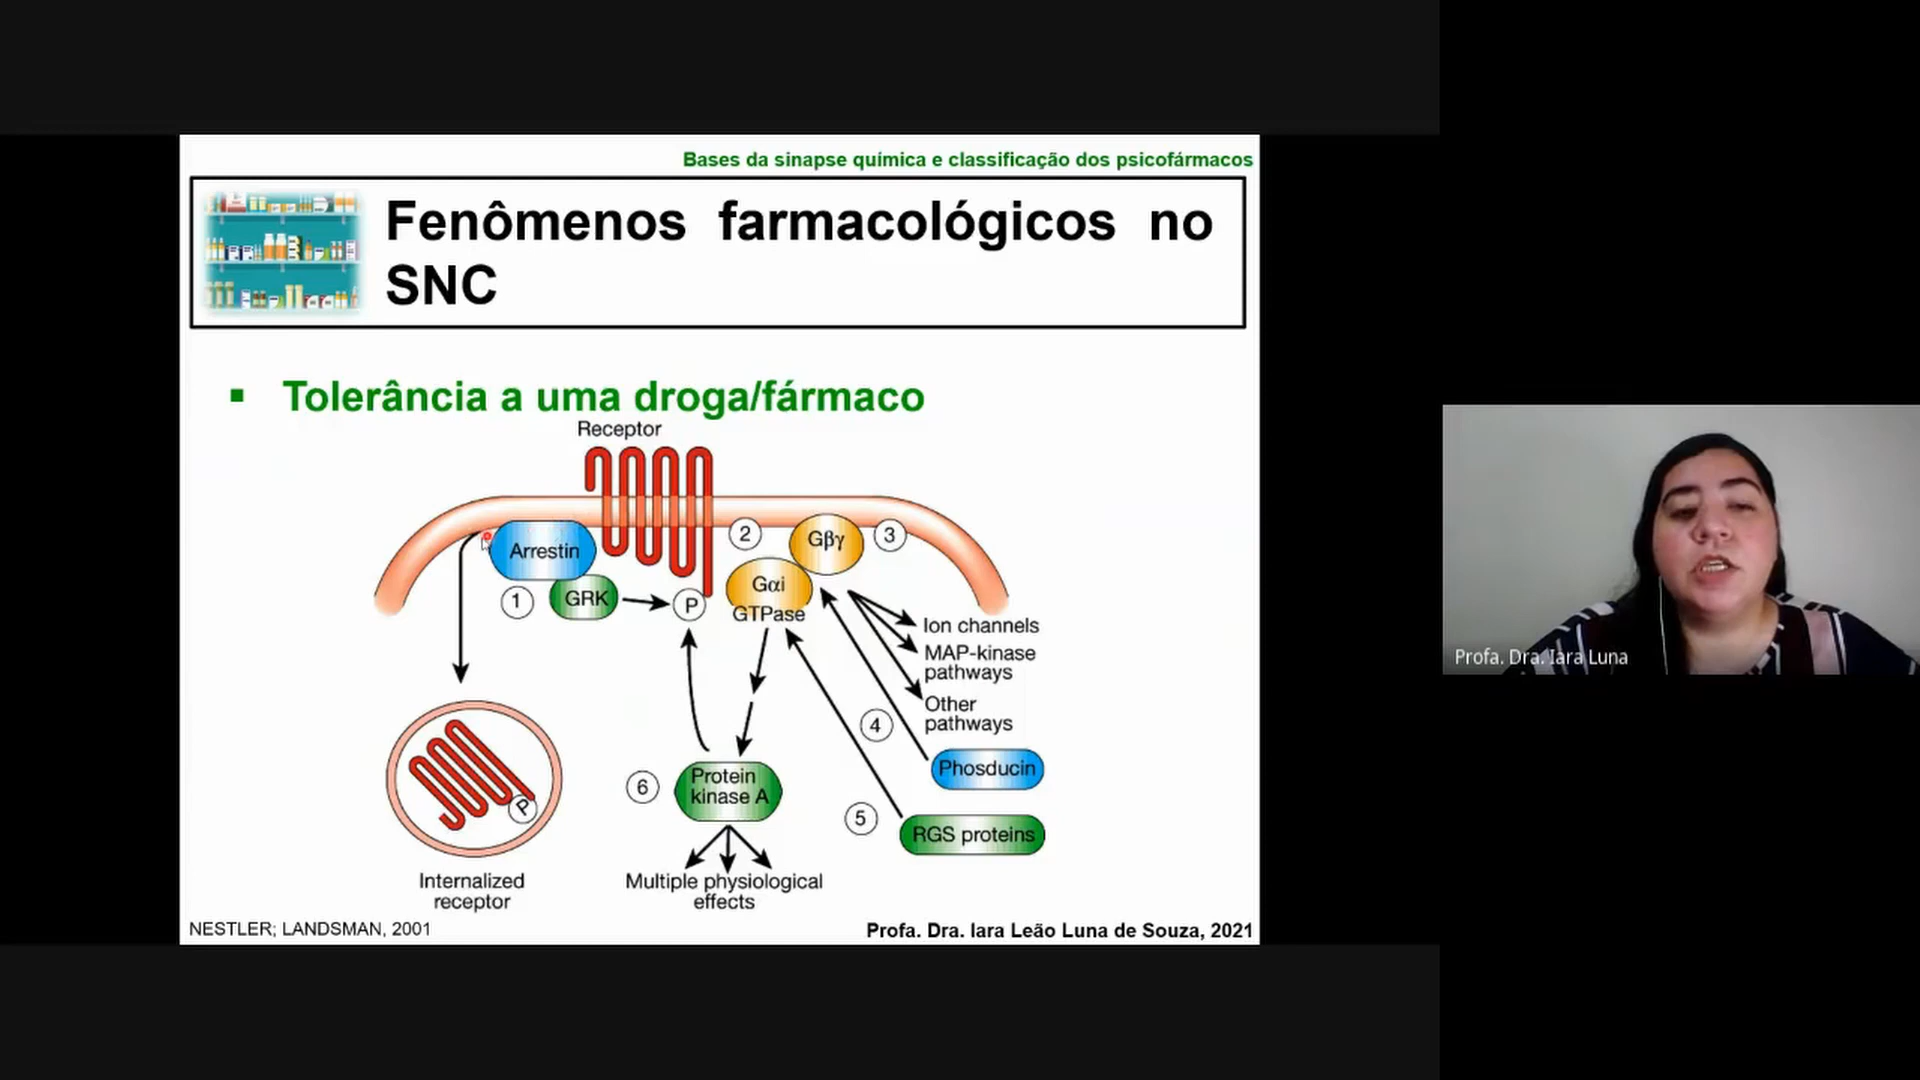 Bases da sinapse química e classificação dos psicofármacos
Fenômenos farmacológicos no
SNC
▪ Tolerância a uma droga/fármaco
Receptor
Arrestin
1
GRK
P
2
Gαi
GTPase
Gβγ
3
Ion channels
MAP-kinase
pathways
Other
pathways
4
Phosducin
5
RGS proteins
6
Protein
kinase A
Multiple physiological
effects
P
Internalized
receptor
NESTLER; LANDSMAN, 2001
Profa. Dra. Iara Leão Luna de Souza, 2021
Profa. Dra. Iara Luna